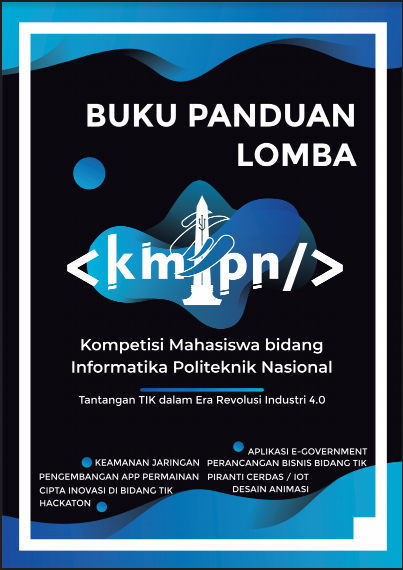 BUKU PANDUAN
LOMBA
<kmipn/>
Kompetisi Mahasiswa bidang
Informatika Politeknik Nasional
Tantangan TIK dalam Era Revolusi Industri 4.0
KEAMANAN JARINGAN
PENGEMBANGAN APP PERMAINAN
CIPTA INOVASI DI BIDANG TIK
HACKATON
APLIKASI E-GOVERNMENT
PERANCANGAN BISNIS BIDANG TIK
PIRANTI CERDAS / IOT
DESAIN ANIMASI